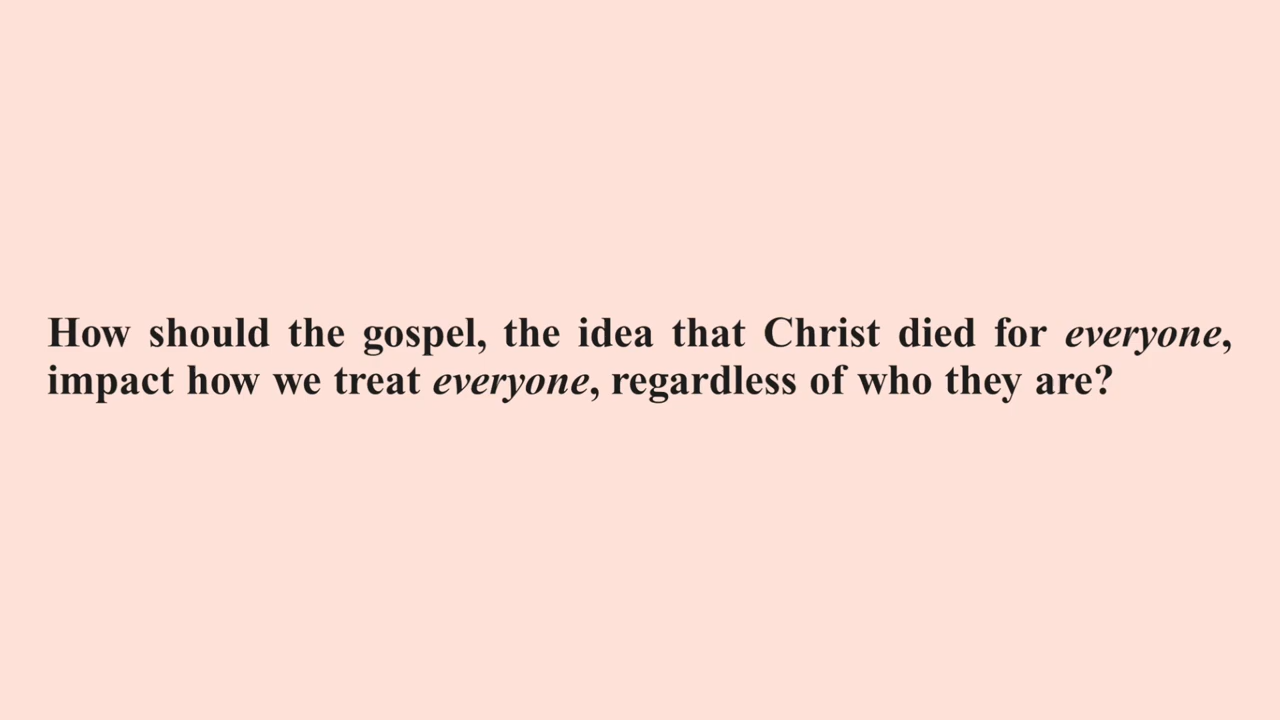 How should the gospel, the idea that Christ died for everyone,
impact how we treat everyone, regardless of who they are?